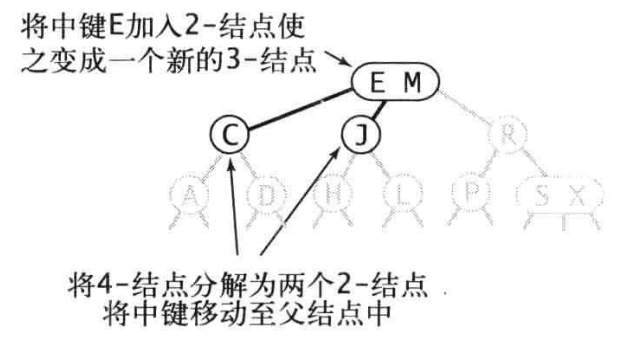 将中键E加入2-结点使
之变成一个新的3-结点
E M
C J R
A D H L P S X
将4-结点分解为两个2-结点
将中键移动至父结点中